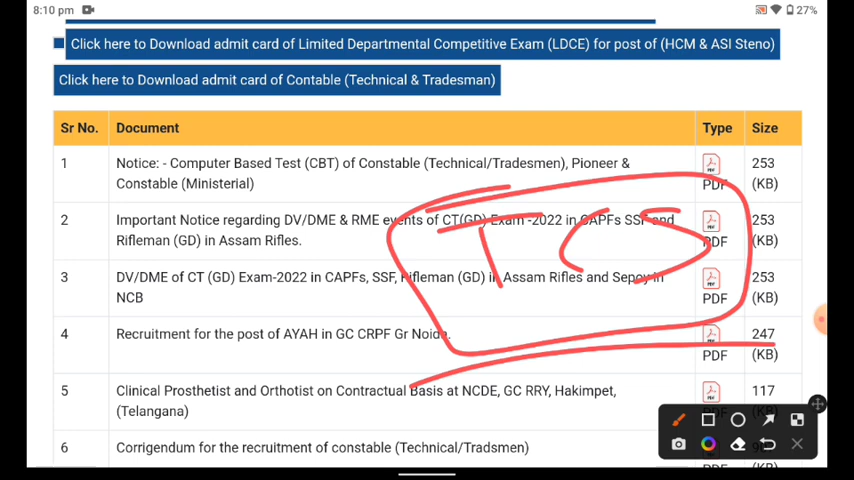 8:10 pm 27%
Click here to Download admit card of Limited Departmental Competitive Exam (LDCE) for post of (HCM & ASI Steno)
Click here to Download admit card of Contable (Technical & Tradesman)
Sr No. Document Type Size
1 Notice: - Computer Based Test (CBT) of Constable (Technical/Tradesmen), Pioneer & PDF 253
Constable (Ministerial) PDF (KB)
2 Important Notice regarding DV/DME & RME events of CT(GD) Exam -2022 in CAPFs SSF and PDF 253
Rifleman (GD) in Assam Rifles. PDF (KB)
TCS
3 DV/DME of CT (GD) Exam-2022 in CAPFs, SSF, Rifleman (GD) in Assam Rifles and Sepoy in PDF 253
NCB PDF (KB)
4 Recruitment for the post of AYAH in GC CRPF Gr Noida. 247
PDF (KB)
5 Clinical Prosthetist and Orthotist on Contractual Basis at NCDE, GC RRY, Hakimpet, PDF 117
(Telangana)
6 Corrigendum for the recruitment of constable (Technical/Tradsmen)